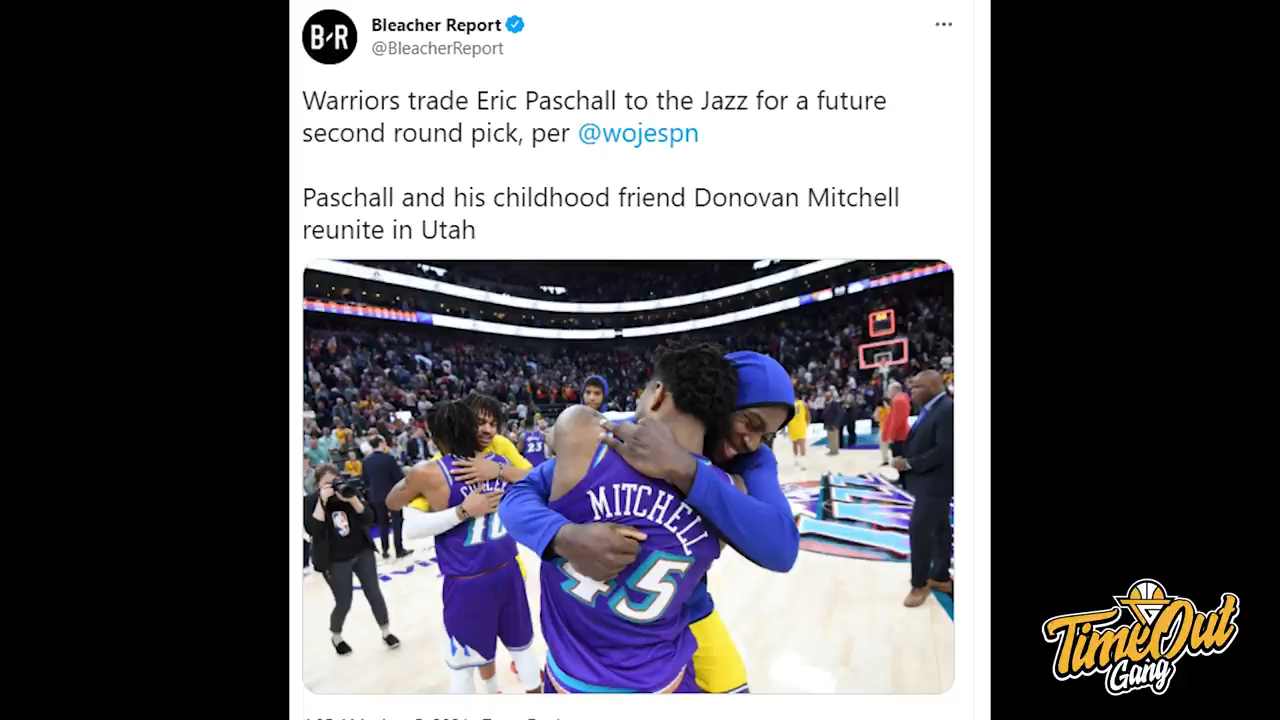 B/R
Bleacher Report
@BleacherReport
Warriors trade Eric Paschall to the Jazz for a future
second round pick, per @wojespn
Paschall and his childhood friend Donovan Mitchell
reunite in Utah
23
MITCHELL
45
TimeOut
Gang